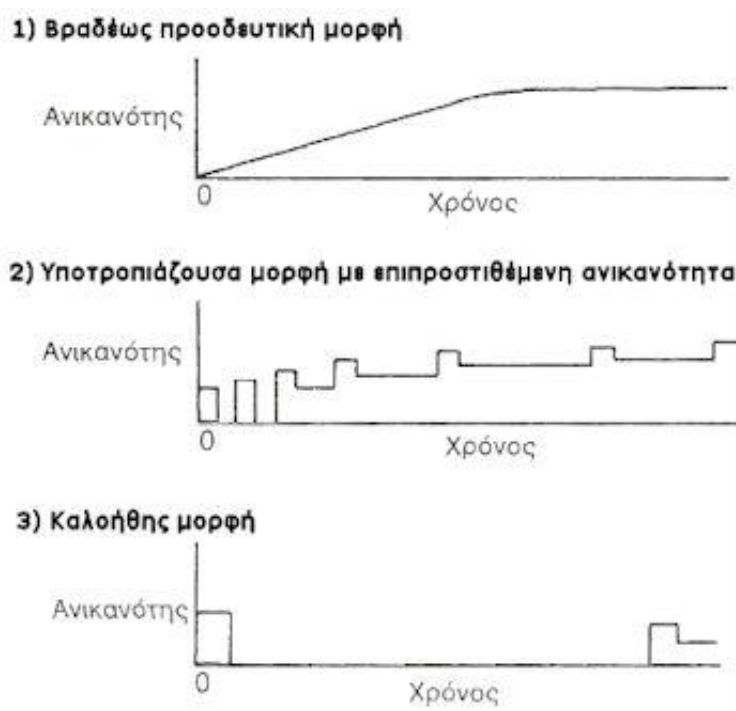 1) Βραδέως προοδευτική μορφή
Ανικανότης
0
Χρόνος
2) Υποτροπιάζουσα μορφή με επιπροστιθέμενη ανικανότητα
Ανικανότης
0
Χρόνος
3) Καλοήθης μορφή
Ανικανότης
0
Χρόνος